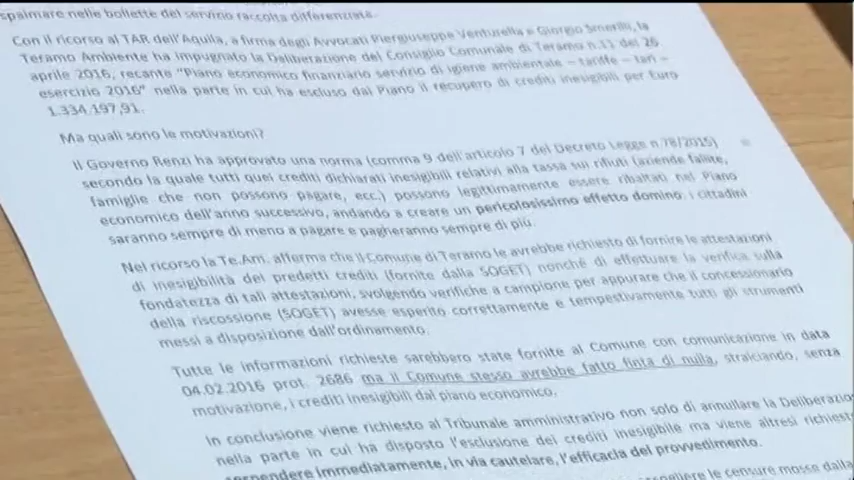 spalmare nelle bollette del servizio raccolta differenziata.
Con il ricorso al TAR dell'Aquila, a firma degli Avvocati Piergiuseppe Venturella e Giorgio Smerilli, la
Teramo Ambiente ha impugnato la Deliberazione del Consiglio Comunale di Teramo n.11 del 26
aprile 2016, recante "Piano economico finanziario servizio di igiene ambientale – tariffe – tari –
esercizio 2016" nella parte in cui ha escluso dal Piano il recupero di crediti inesigibili per Euro
1.334.197,91.
Ma quali sono le motivazioni?
Il Governo Renzi ha approvato una norma (comma 9 dell'articolo 7 del Decreto Legge n 78/2015)
secondo la quale tutti quei crediti dichiarati inesigibili relativi alla tassa sui rifiuti (aziende fallite,
famiglie che non possono pagare, ecc.) possono legittimamente essere ribaltati nel Piano
economico dell'anno successivo, andando a creare un pericolosissimo effetto domino: i cittadini
saranno sempre di meno a pagare e pagheranno sempre di più.
Nel ricorso la Te.Am. afferma che il Comune di Teramo le avrebbe richiesto di fornire le attestazioni
di inesigibilità dei predetti crediti (fornite dalla SOGET) nonché di effettuare la verifica sulla
fondatezza di tali attestazioni, svolgendo verifiche a campione per appurare che il concessionario
della riscossione (SOGET) avesse esperito correttamente e tempestivamente tutti gli strumenti
messi a disposizione dall'ordinamento.
Tutte le informazioni richieste sarebbero state fornite al Comune con comunicazione in data
04.02.2016 prot. 2686 ma il Comune stesso avrebbe fatto finta di nulla, stralciando, senza
motivazione, i crediti inesigibili dal piano economico.
In conclusione viene richiesto al Tribunale amministrativo non solo di annullare la Deliberazio
nella parte in cui ha disposto l'esclusione dei crediti inesigibile ma viene altresì richiest
sospendere immediatamente, in via cautelare, l'efficacia del provvedimento.
accogliere le censure mosse dalla